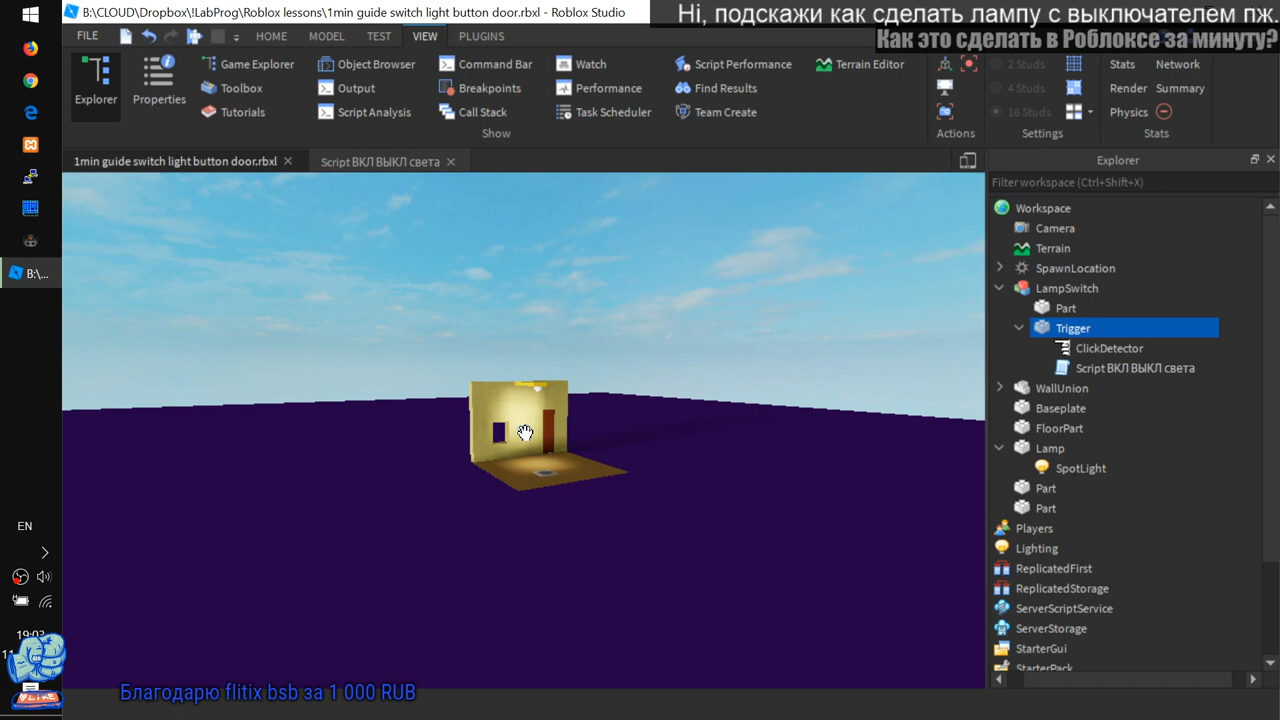 B:\CLOUD\Dropbox\!LabProg\Roblox lessons\1min guide switch light button door.rbxl - Roblox Studio
Hi, подскажи как сделать лампу с выключателем пж.
Как это сделать в Роблоксе за минуту?
FILE HOME MODEL TEST VIEW PLUGINS
Explorer
Properties
Game Explorer
Toolbox
Tutorials
Object Browser
Output
Script Analysis
Command Bar
Breakpoints
Call Stack
Watch
Performance
Task Scheduler
Script Performance
Find Results
Team Create
Terrain Editor
Show
Actions
2 Studs
4 Studs
16 Studs
Settings
Stats
Network
Render
Summary
Physics
Stats
1min guide switch light button door.rbxl
Script ВКЛ ВЫКЛ света
Explorer
Filter workspace (Ctrl+Shift+X)
Workspace
Camera
Terrain
SpawnLocation
LampSwitch
Part
Trigger
ClickDetector
Script ВКЛ ВЫКЛ света
WallUnion
Baseplate
FloorPart
Lamp
SpotLight
Part
Part
Players
Lighting
ReplicatedFirst
ReplicatedStorage
ServerScriptService
ServerStorage
StarterGui
StarterPack
B:\...
EN
19:03
LIKE
Благодарю flitix bsb за 1 000 RUB